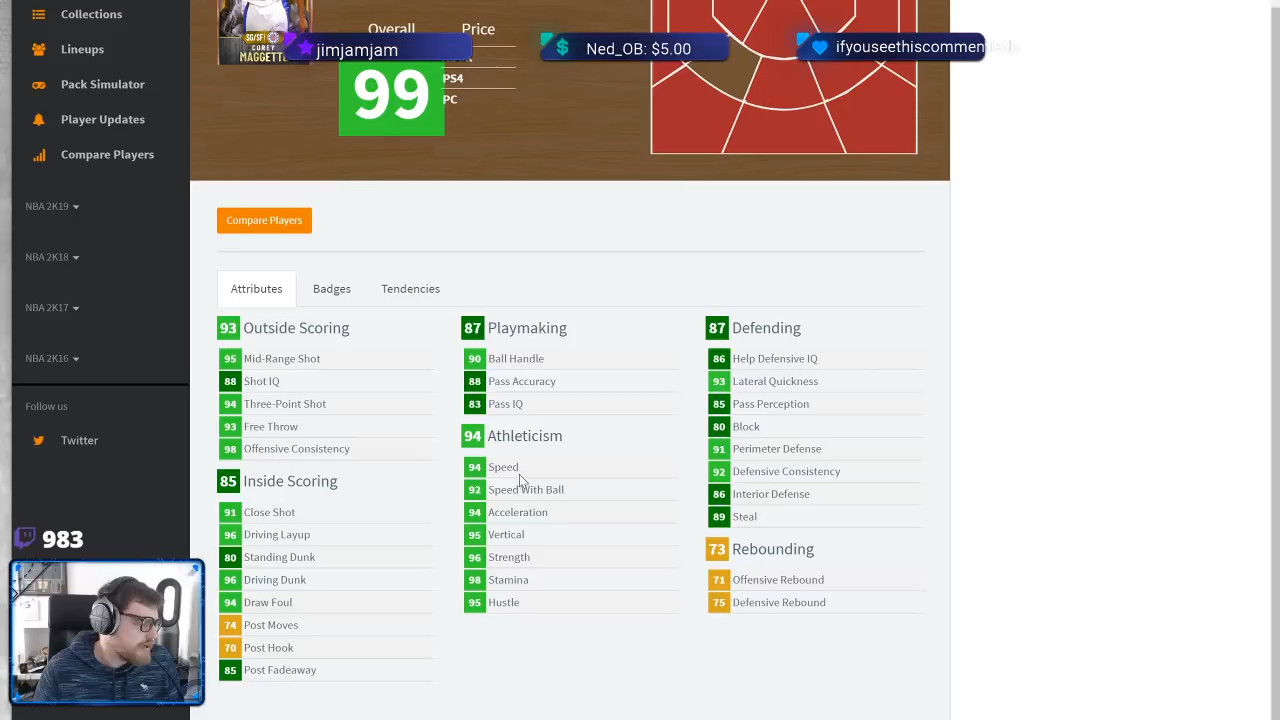 Collections
Lineups
Pack Simulator
Player Updates
Compare Players
NBA 2K19
NBA 2K18
NBA 2K17
NBA 2K16
Follow us
Twitter
983
SG/SF
COREY
MAGGETTE
Overall
Price
99
PS4
PC
jimjamjam
Ned_OB: $5.00
Compare Players
Attributes
Badges
Tendencies
93 Outside Scoring
95 Mid-Range Shot
88 Shot IQ
94 Three-Point Shot
93 Free Throw
98 Offensive Consistency
85 Inside Scoring
91 Close Shot
96 Driving Layup
80 Standing Dunk
96 Driving Dunk
94 Draw Foul
74 Post Moves
70 Post Hook
85 Post Fadeaway
87 Playmaking
90 Ball Handle
88 Pass Accuracy
83 Pass IQ
94 Athleticism
94 Speed
92 Speed With Ball
94 Acceleration
95 Vertical
96 Strength
98 Stamina
95 Hustle
87 Defending
86 Help Defensive IQ
93 Lateral Quickness
85 Pass Perception
80 Block
91 Perimeter Defense
92 Defensive Consistency
86 Interior Defense
89 Steal
73 Rebounding
71 Offensive Rebound
75 Defensive Rebound